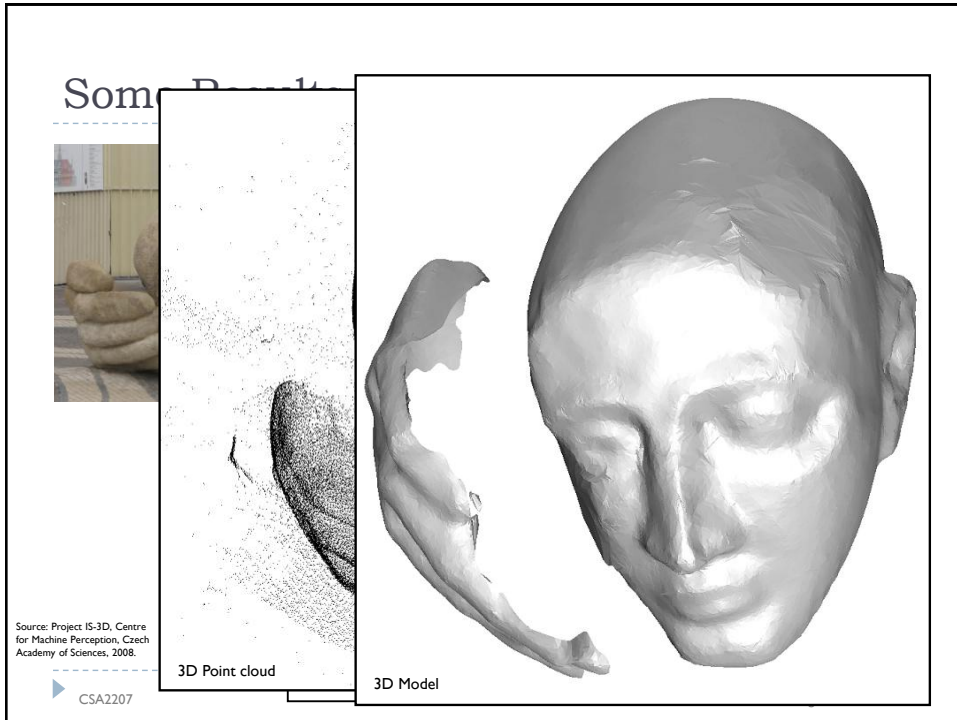 Some Results
Source: Project IS-3D, Centre
for Machine Perception, Czech
Academy of Sciences, 2008.
3D Point cloud
3D Model
CSA2207